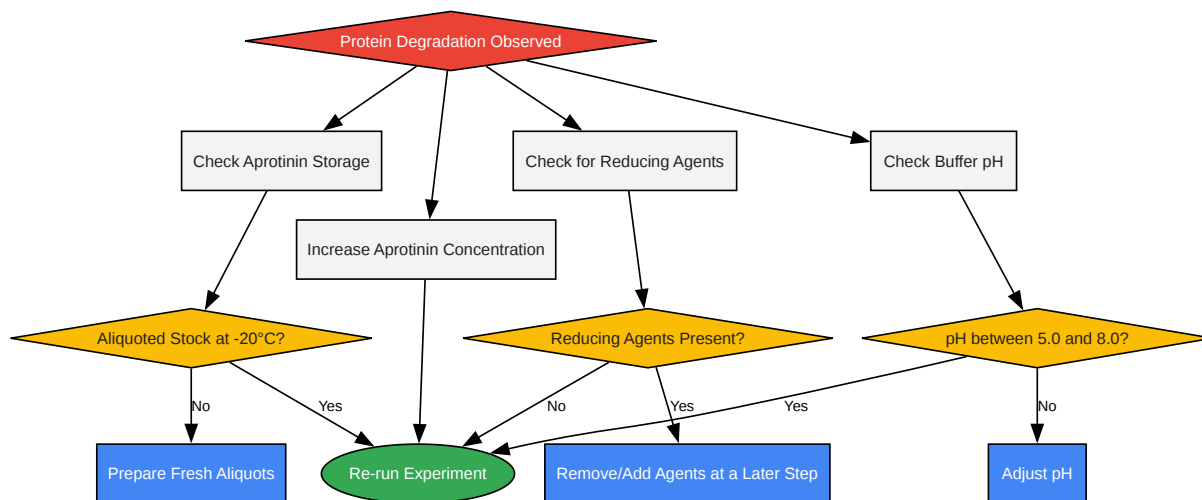 Protein Degradation Observed
Check Aprotinin Storage
Check for Reducing Agents
Check Buffer pH
Increase Aprotinin Concentration
Aliquoted Stock at -20°C?
Reducing Agents Present?
pH between 5.0 and 8.0?
No
Yes
No
Yes
Yes
No
Prepare Fresh Aliquots
Re-run Experiment
Remove/Add Agents at a Later Step
Adjust pH